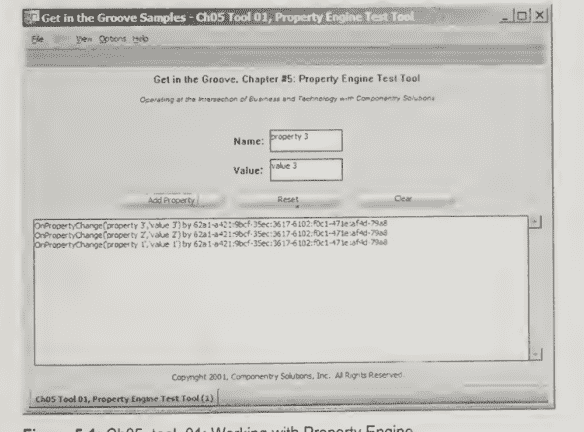 Get in the Groove Samples - Ch05 Tool 01, Property Engine Test Tool
File View Options Help
Get in the Groove, Chapter #5: Property Engine Test Tool
Operating at the Intersection of Business and Technology with Componentry Solutions
Name: property 3
Value: value 3
Add Property Reset Clear
OnPropertyChange('property 3','value 3') by 62a1-a421:9bcf-35ec:3617-6102:f0c1-471e:af4d-79a8
OnPropertyChange('property 2','value 2') by 62a1-a421:9bcf-35ec:3617-6102:f0c1-471e:af4d-79a8
OnPropertyChange('property 1','value 1') by 62a1-a421:9bcf-35ec:3617-6102:f0c1-471e:af4d-79a8
Copyright 2001, Componentry Solutions, Inc. All Rights Reserved.
Ch05 Tool 01, Property Engine Test Tool (1)
Figure 5-1 Ch05_tool_01: Working with Property Engine